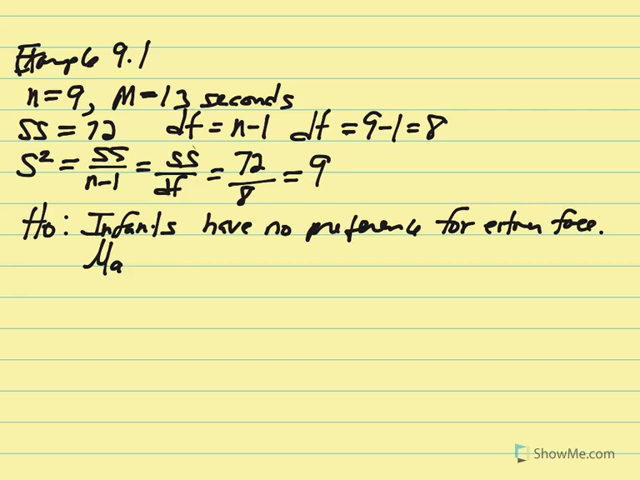 Example 9.1
n=9, M=13 seconds
SS = 72 df = n-1 df = 9-1 = 8
S² = SS/n-1 = SS/df = 72/8 = 9
Ho: Infants have no preference for either face.
μa
ShowMe.com